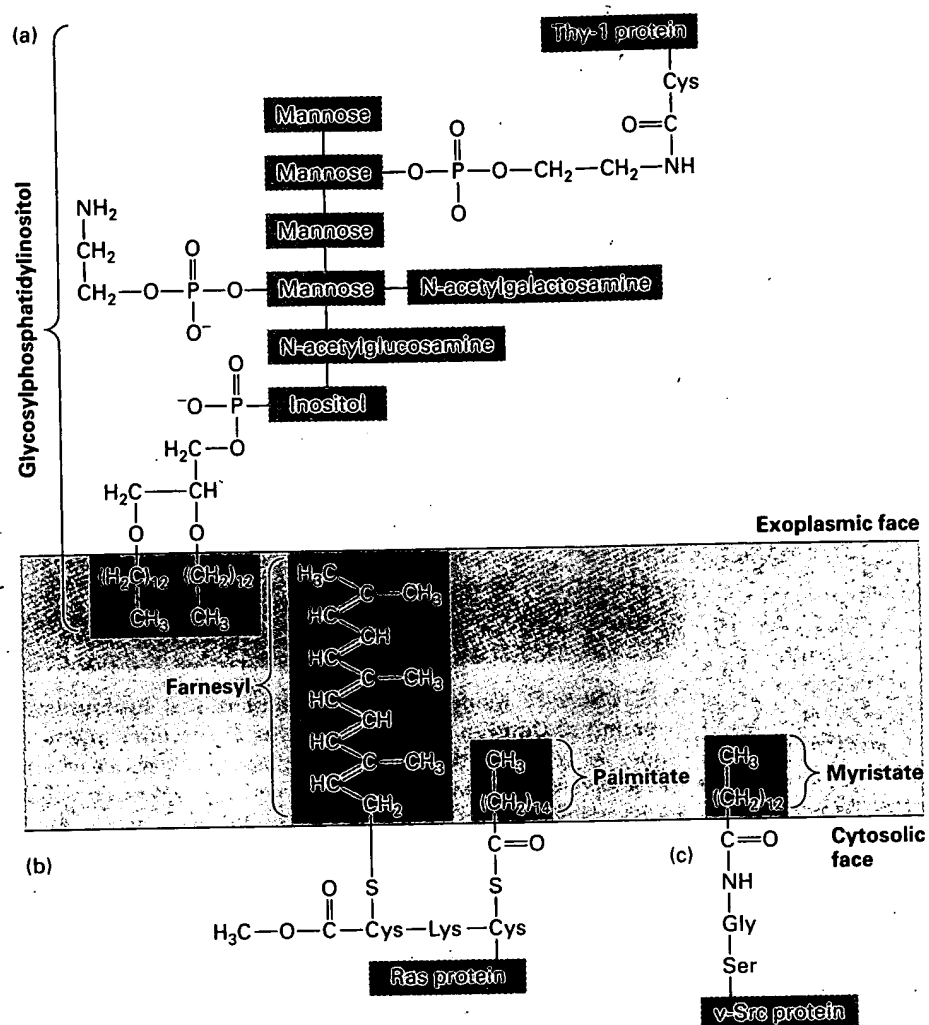 (a)
Thy-1 protein
Cys
O=C
NH
Mannose
Mannose
O
O—P—O—CH₂—CH₂—NH
O
Mannose
NH₂
CH₂
CH₂—O—P—O
O
O⁻
Mannose
N-acetylgalactosamine
N-acetylglucosamine
Inositol
O
⁻O—P
H₂C—O
H₂C
CH
O
O
Glycosylphosphatidylinositol
Exoplasmic face
(H₂C)₁₂
(CH₂)₁₂
CH₃
CH₃
Farnesyl
H₃C
C—CH₃
HC
CH
HC
C—CH₃
HC
CH
HC
C—CH₃
HC
CH₂
CH₃
(CH₂)₁₄
Palmitate
CH₃
(CH₂)₁₂
Myristate
Cytosolic
face
(b)
S
O
H₃C—O—C—Cys—Lys—Cys
C=O
S
Ras protein
(c)
C=O
NH
Gly
Ser
v-Src protein